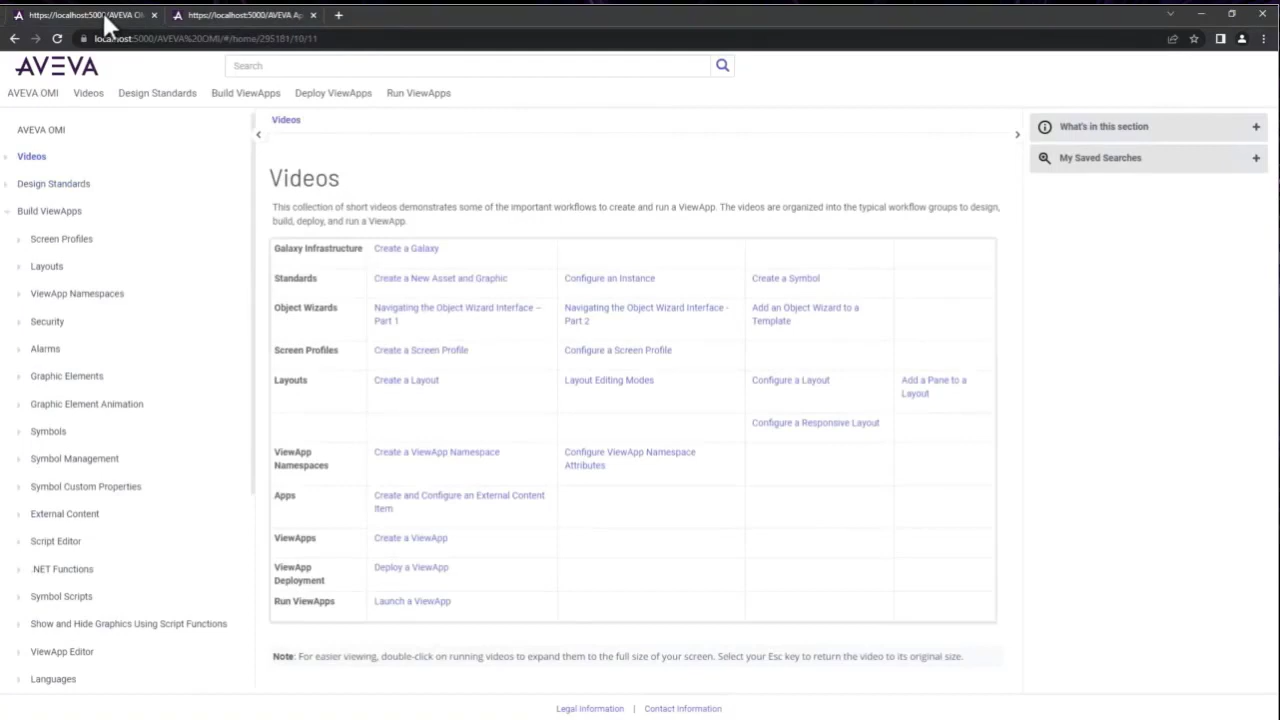 https://localhost:5000/AVEVA
https://localhost:5000/AVEVA Ap
:5000/AVEVA%20OMI/#/home/295181/10/11
AVEVA
Search
AVEVA OMI Videos Design Standards Build ViewApps Deploy ViewApps Run ViewApps
AVEVA OMI
Videos
Design Standards
Build ViewApps
Screen Profiles
Layouts
ViewApp Namespaces
Security
Alarms
Graphic Elements
Graphic Element Animation
Symbols
Symbol Management
Symbol Custom Properties
External Content
Script Editor
.NET Functions
Symbol Scripts
Show and Hide Graphics Using Script Functions
ViewApp Editor
Languages
Videos
Videos
This collection of short videos demonstrates some of the important workflows to create and run a ViewApp. The videos are organized into the typical workflow groups to design,
build, deploy, and run a ViewApp.
Galaxy Infrastructure Create a Galaxy
Standards Create a New Asset and Graphic Configure an Instance Create a Symbol
Object Wizards Navigating the Object Wizard Interface – Navigating the Object Wizard Interface - Add an Object Wizard to a
Part 1 Part 2 Template
Screen Profiles Create a Screen Profile Configure a Screen Profile
Layouts Create a Layout Layout Editing Modes Configure a Layout Add a Pane to a
Layout
Configure a Responsive Layout
ViewApp Create a ViewApp Namespace Configure ViewApp Namespace
Namespaces Attributes
Apps Create and Configure an External Content
Item
ViewApps Create a ViewApp
ViewApp Deploy a ViewApp
Deployment
Run ViewApps Launch a ViewApp
Note: For easier viewing, double-click on running videos to expand them to the full size of your screen. Select your Esc key to return the video to its original size.
What's in this section
My Saved Searches
Legal Information | Contact Information